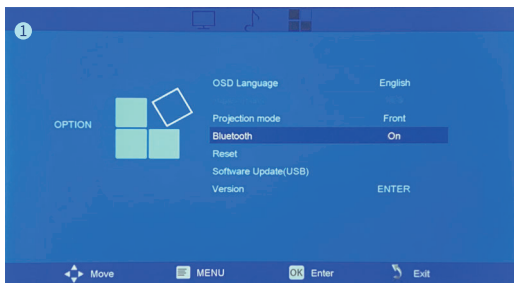 1
OSD Language English
OPTION
Projection mode Front
Bluetooth On
Reset
Software Update(USB)
Version ENTER
Move MENU OK Enter Exit